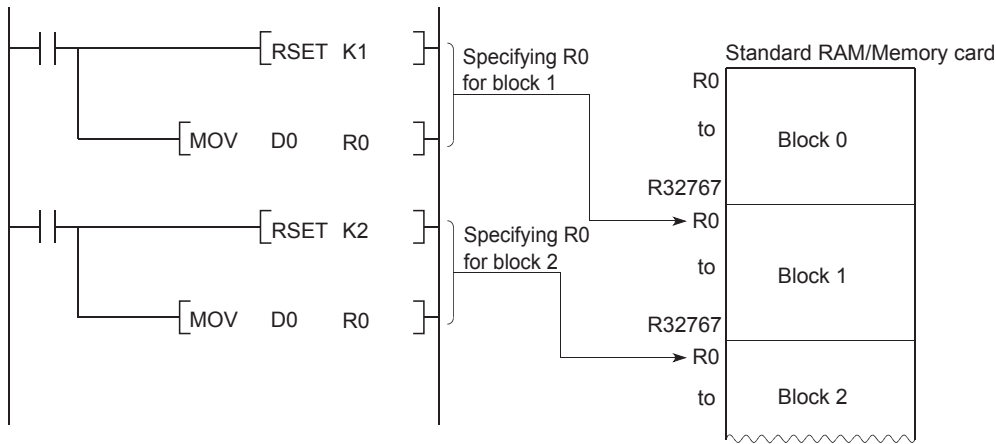 RSET K1
MOV D0 R0
Specifying R0
for block 1
RSET K2
MOV D0 R0
Specifying R0
for block 2
Standard RAM/Memory card
R0
to
Block 0
R32767
R0
to
Block 1
R32767
R0
to
Block 2